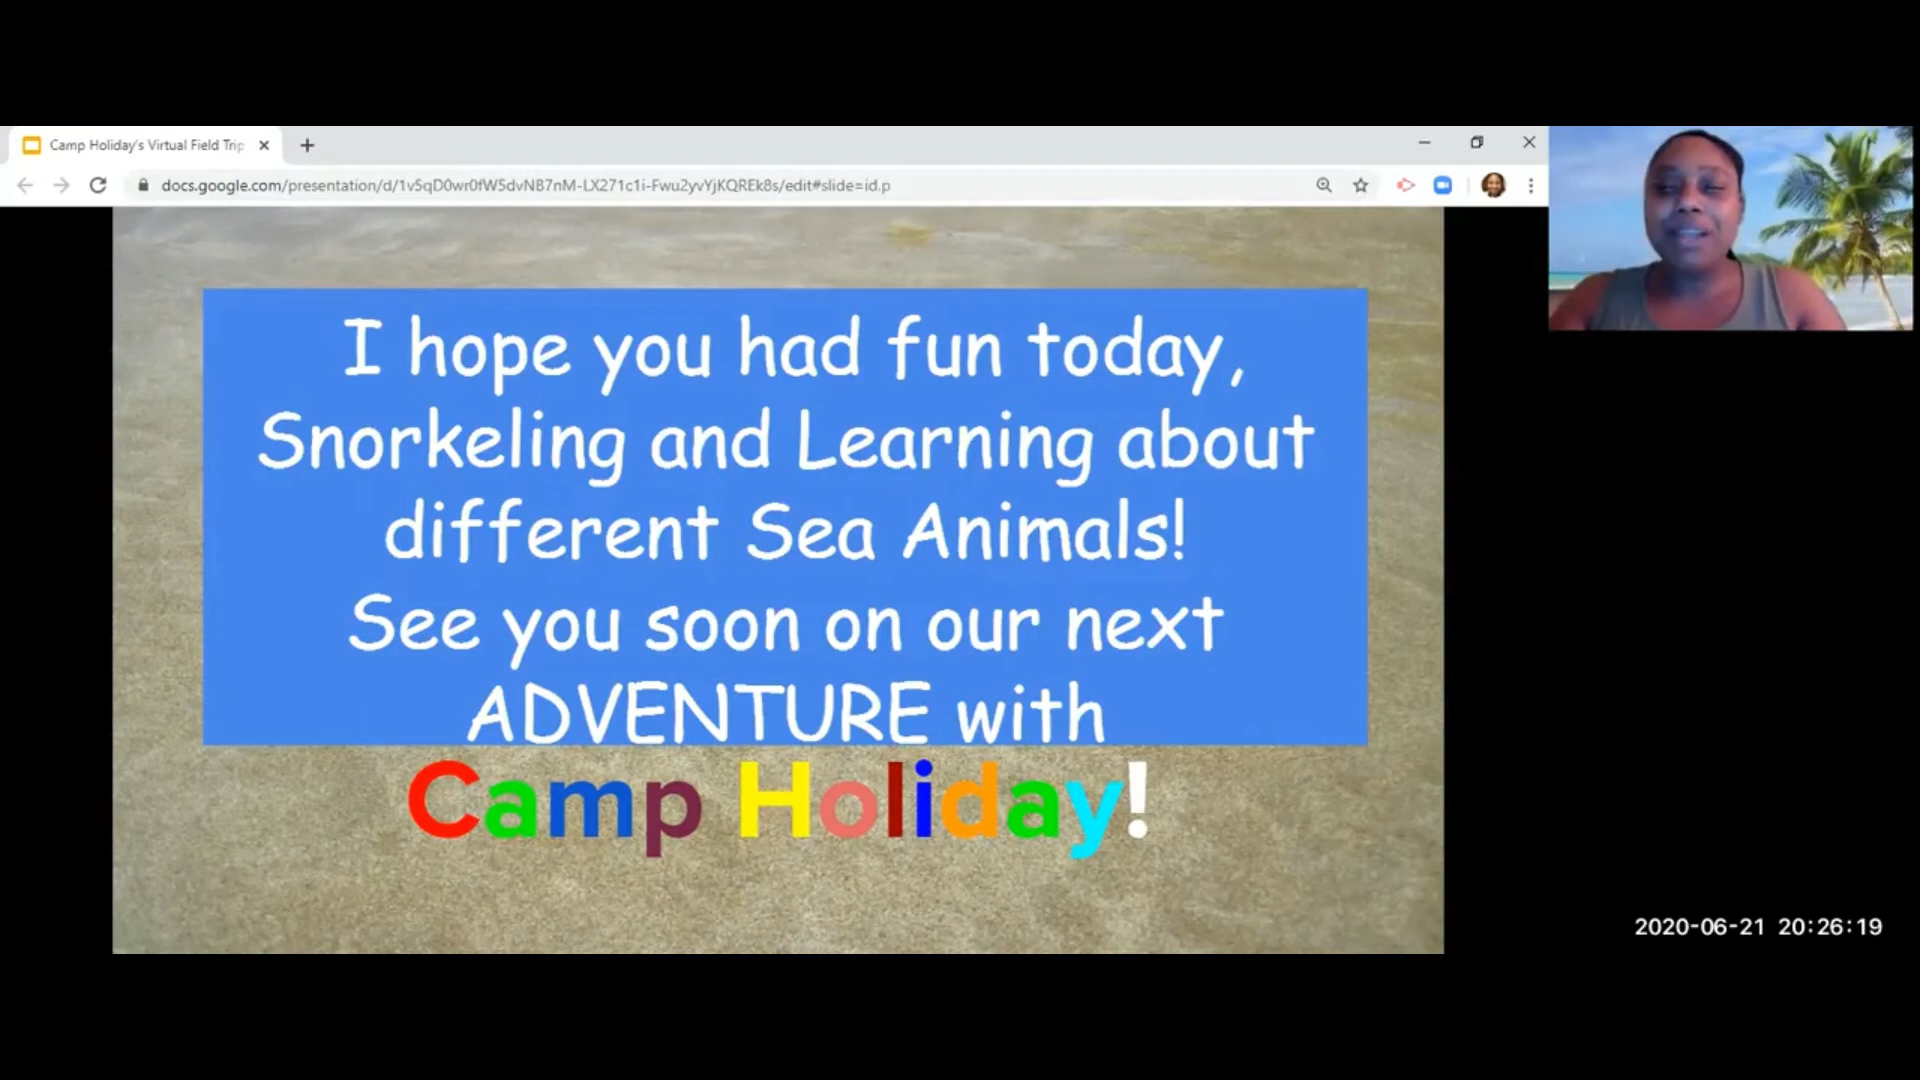 Camp Holiday's Virtual Field Trip
docs.google.com/presentation/d/1v5qD0wr0fW5dvNB7nM-LX271c1i-Fwu2yvYjKQREk8s/edit#slide=id.p
I hope you had fun today,
Snorkeling and Learning about
different Sea Animals!
See you soon on our next
ADVENTURE with
Camp Holiday!
2020-06-21 20:26:19